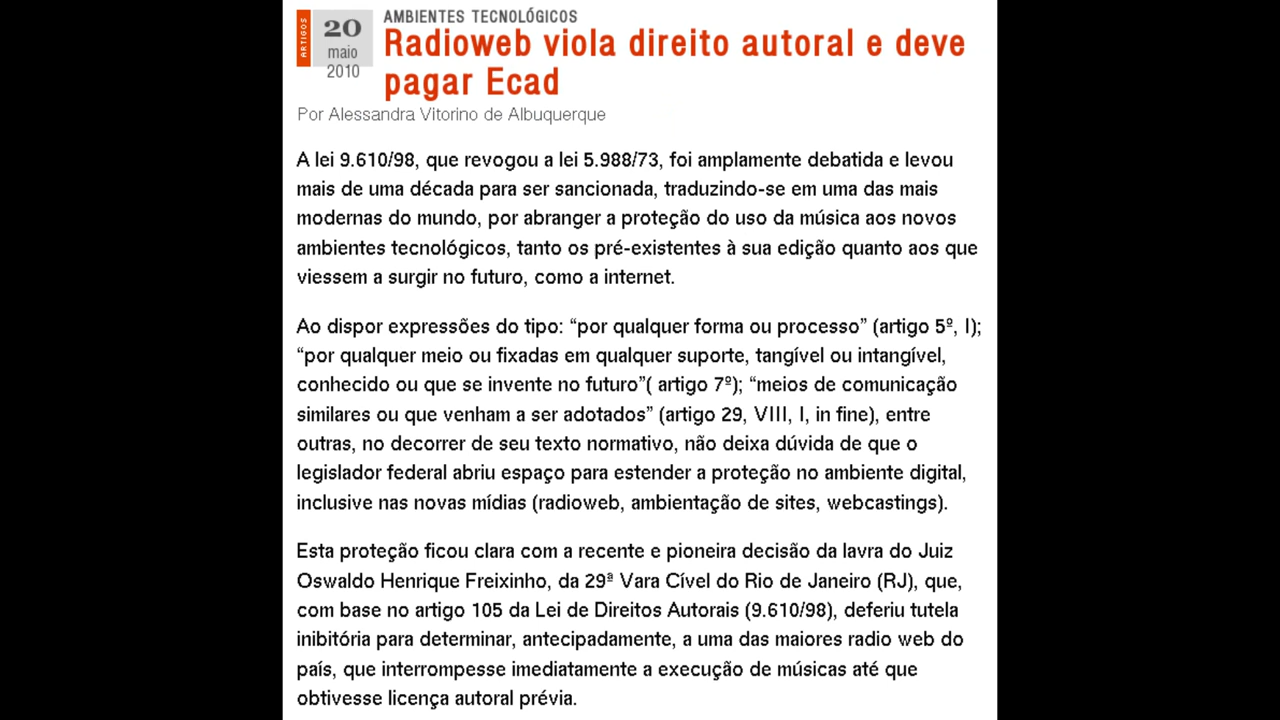 ARTIGOS
20
maio
2010
AMBIENTES TECNOLÓGICOS
Radioweb viola direito autoral e deve
pagar Ecad
Por Alessandra Vitorino de Albuquerque
A lei 9.610/98, que revogou a lei 5.988/73, foi amplamente debatida e levou
mais de uma década para ser sancionada, traduzindo-se em uma das mais
modernas do mundo, por abranger a proteção do uso da música aos novos
ambientes tecnológicos, tanto os pré-existentes à sua edição quanto aos que
viessem a surgir no futuro, como a internet.
Ao dispor expressões do tipo: “por qualquer forma ou processo” (artigo 5º, I);
“por qualquer meio ou fixadas em qualquer suporte, tangível ou intangível,
conhecido ou que se invente no futuro”( artigo 7º); “meios de comunicação
similares ou que venham a ser adotados” (artigo 29, VIII, I, in fine), entre
outras, no decorrer de seu texto normativo, não deixa dúvida de que o
legislador federal abriu espaço para estender a proteção no ambiente digital,
inclusive nas novas mídias (radioweb, ambientação de sites, webcastings).
Esta proteção ficou clara com a recente e pioneira decisão da lavra do Juiz
Oswaldo Henrique Freixinho, da 29ª Vara Cível do Rio de Janeiro (RJ), que,
com base no artigo 105 da Lei de Direitos Autorais (9.610/98), deferiu tutela
inibitória para determinar, antecipadamente, a uma das maiores radio web do
país, que interrompesse imediatamente a execução de músicas até que
obtivesse licença autoral prévia.